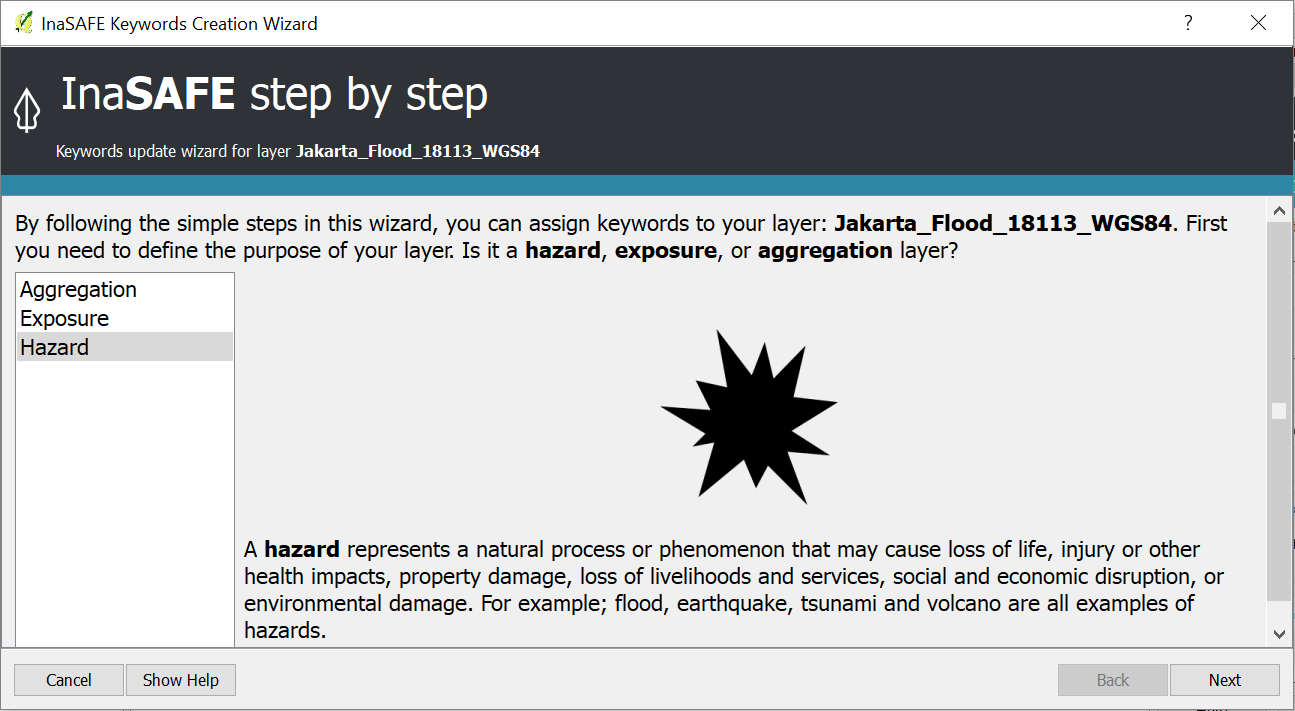 InaSAFE Keywords Creation Wizard
?
InaSAFE step by step
Keywords update wizard for layer Jakarta_Flood_18113_WGS84
By following the simple steps in this wizard, you can assign keywords to your layer: Jakarta_Flood_18113_WGS84. First
you need to define the purpose of your layer. Is it a hazard, exposure, or aggregation layer?
Aggregation
Exposure
Hazard
A hazard represents a natural process or phenomenon that may cause loss of life, injury or other
health impacts, property damage, loss of livelihoods and services, social and economic disruption, or
environmental damage. For example; flood, earthquake, tsunami and volcano are all examples of
hazards.
Cancel
Show Help
Back
Next